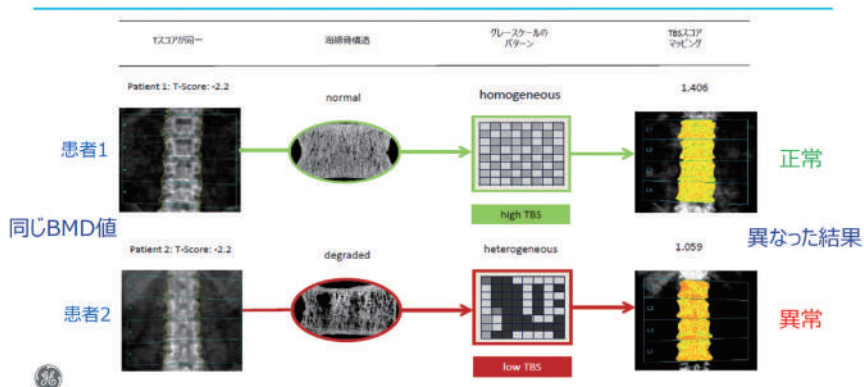 Tスコアが同一
海綿骨構造
グレースケールの
パターン
TBSスコア
マッピング
Patient 1: T-Score: -2.2
normal
homogeneous
1.406
患者1
正常
high TBS
同じBMD値
異なった結果
Patient 2: T-Score: -2.2
degraded
heterogeneous
1.059
患者2
異常
low TBS